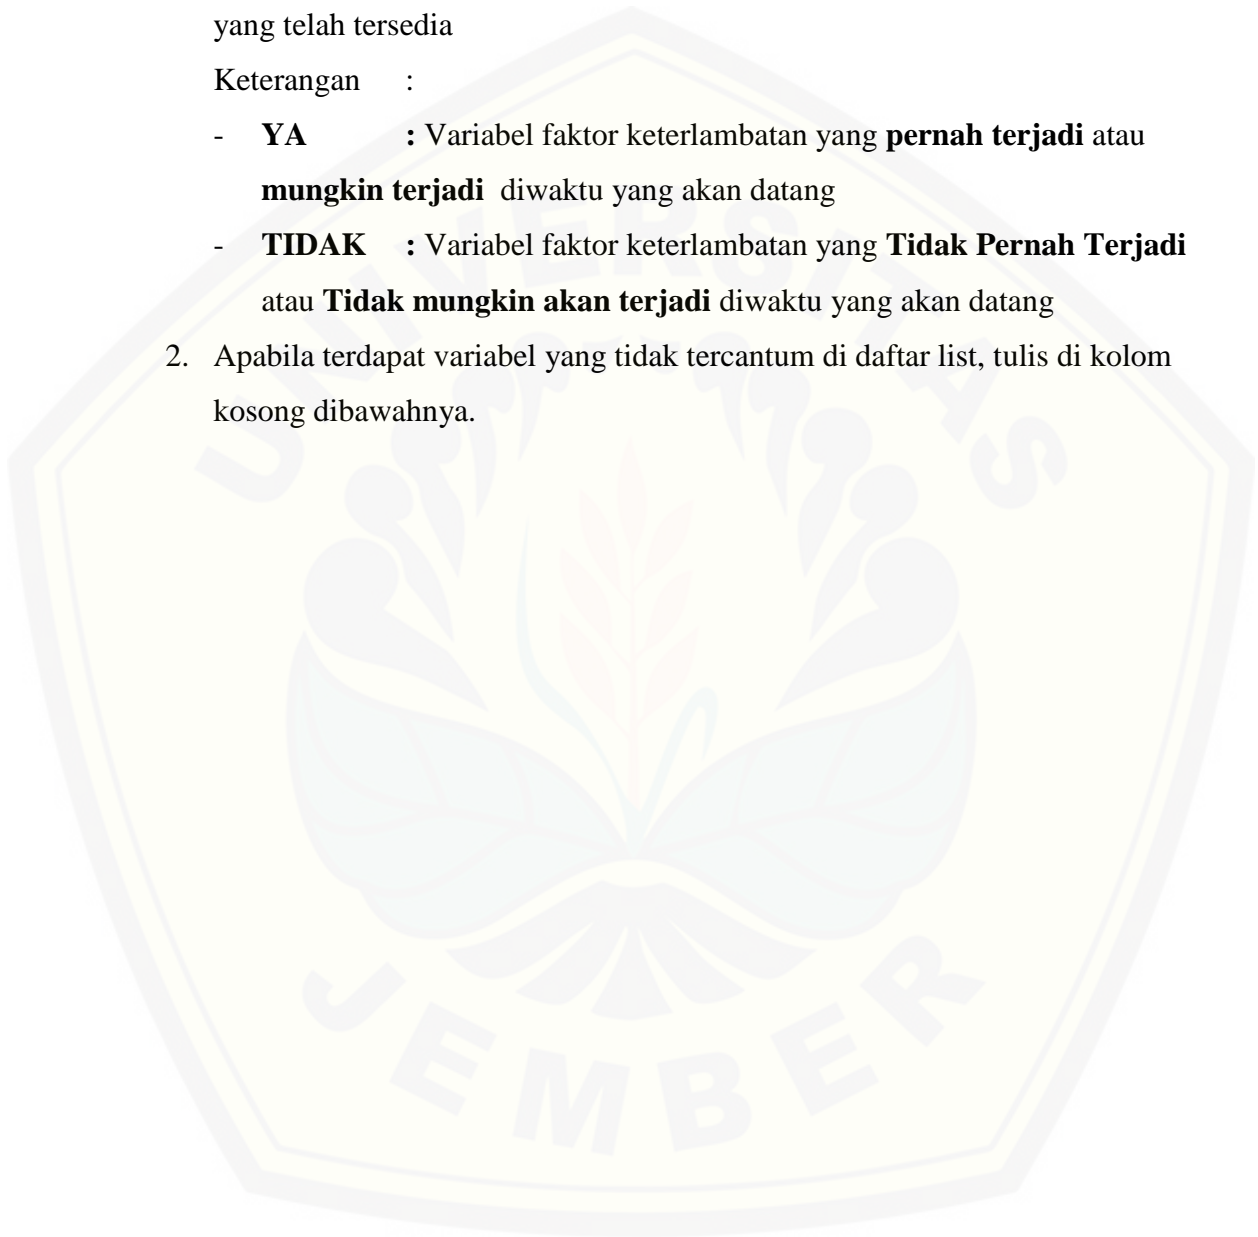 yang telah tersedia
Keterangan :
- YA : Variabel faktor keterlambatan yang pernah terjadi atau
mungkin terjadi diwaktu yang akan datang
- TIDAK : Variabel faktor keterlambatan yang Tidak Pernah Terjadi
atau Tidak mungkin akan terjadi diwaktu yang akan datang
2. Apabila terdapat variabel yang tidak tercantum di daftar list, tulis di kolom
kosong dibawahnya.
UNIVERSITAS
JEMBER